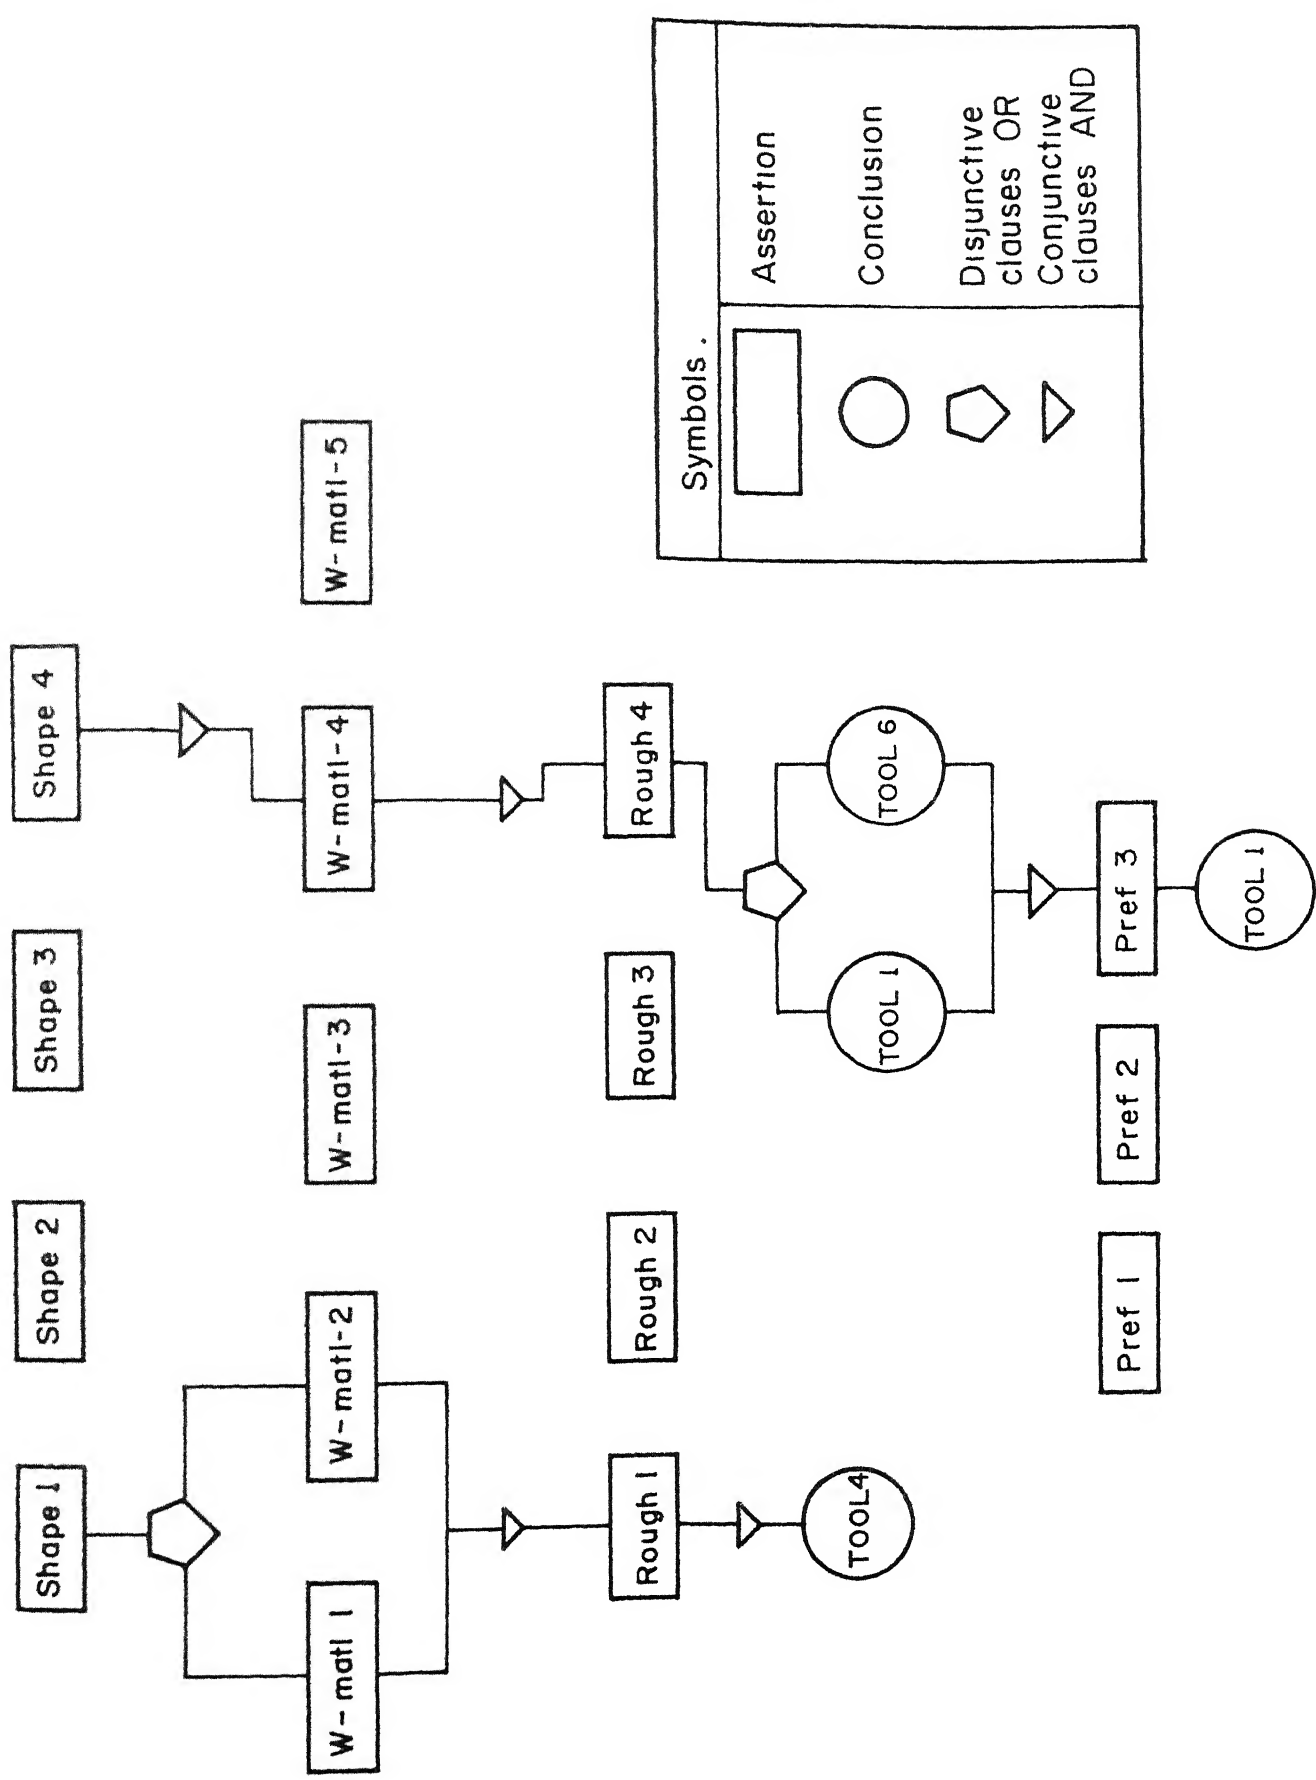 Shape 1
Shape 2
Shape 3
Shape 4
W-matl 1
W-matl-2
W-matl-3
W-matl-4
W-matl-5
Rough 1
Rough 2
Rough 3
Rough 4
TOOL4
TOOL 1
TOOL 6
Pref 1
Pref 2
Pref 3
TOOL 1
Symbols.
Assertion
Conclusion
Disjunctive
clauses OR
Conjunctive
clauses AND